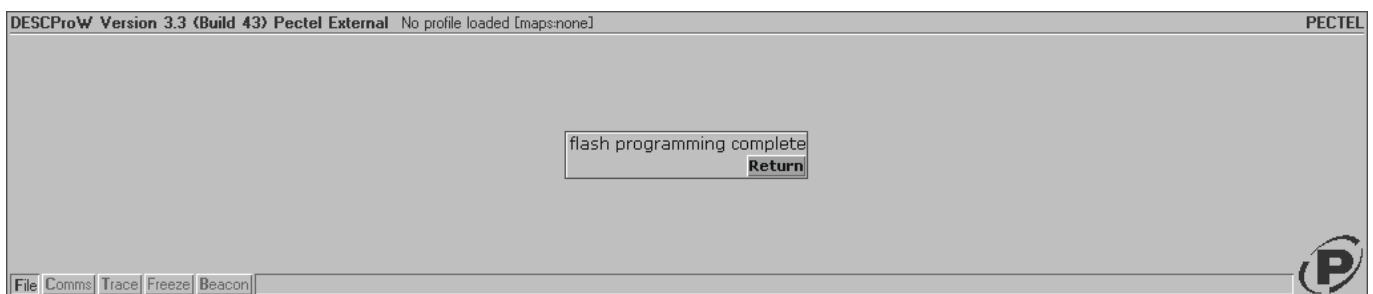 DESCProW Version 3.3 (Build 43) Pectel External No profile loaded [maps:none] PECTEL
flash programming complete
Return
P
File Comms Trace Freeze Beacon